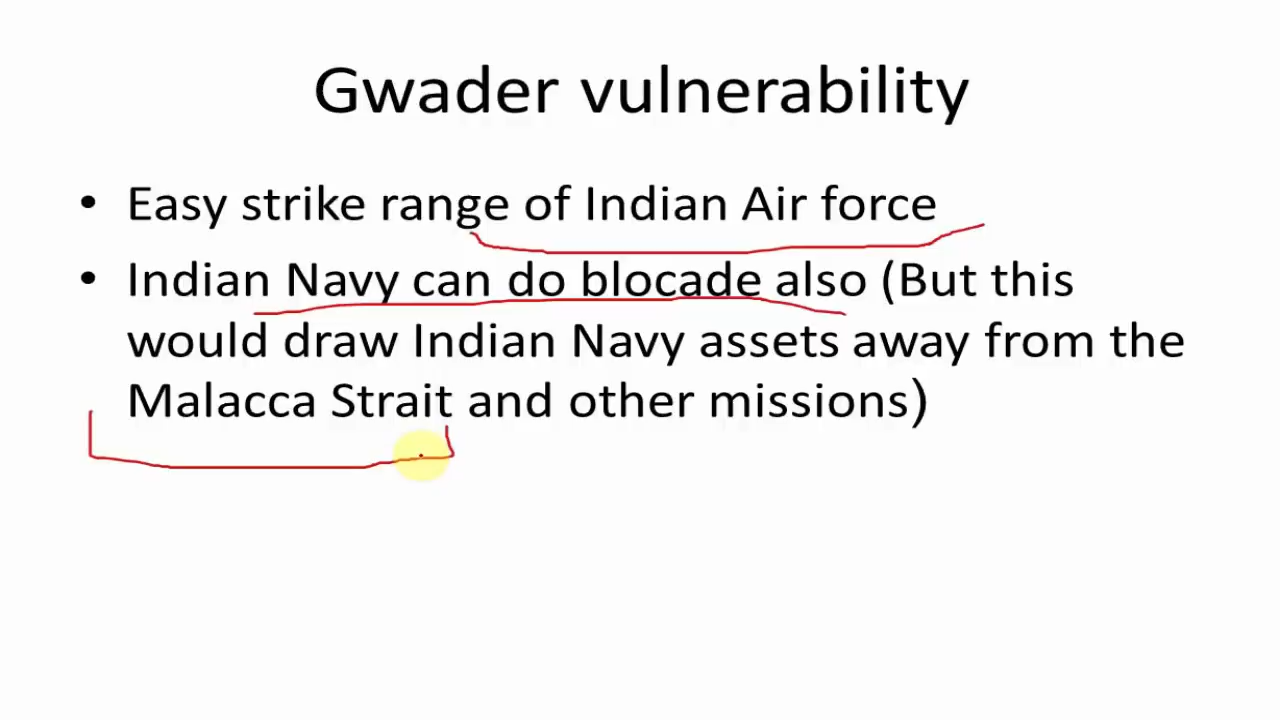 Gwader vulnerability
• Easy strike range of Indian Air force
• Indian Navy can do blocade also (But this
would draw Indian Navy assets away from the
Malacca Strait and other missions)